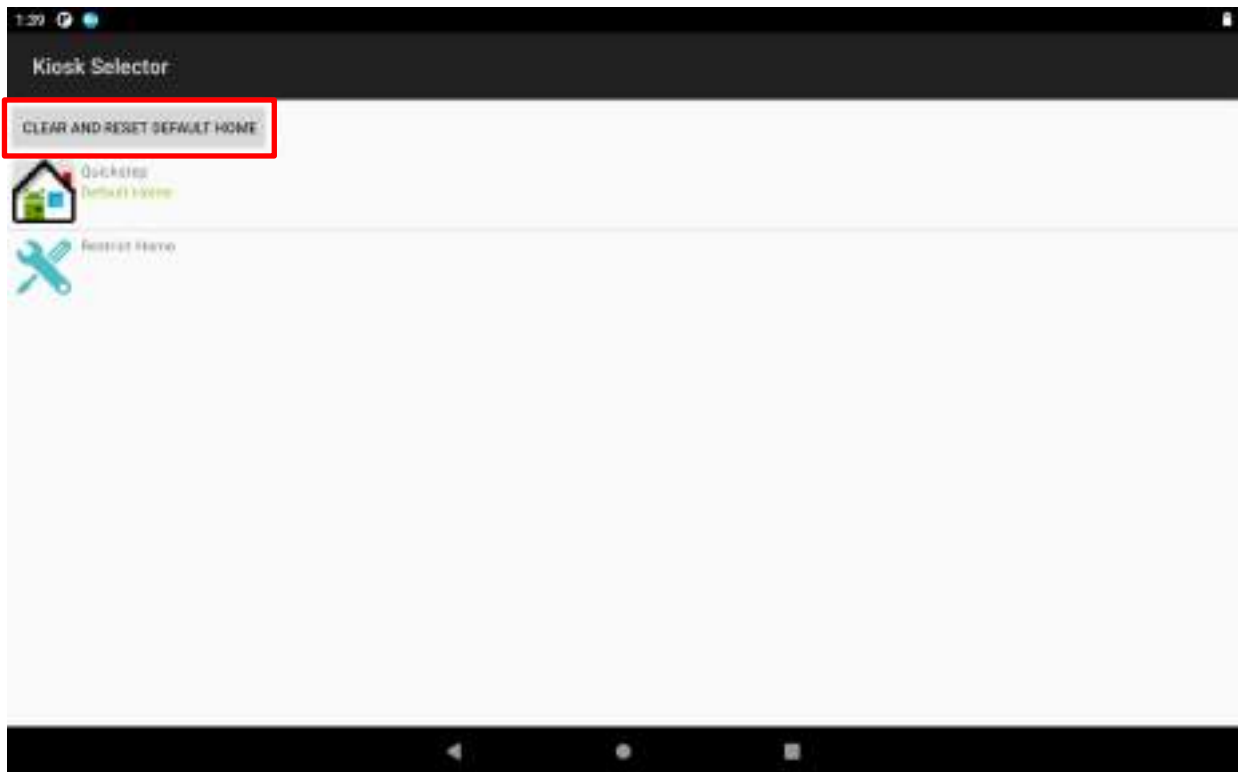 1:39
Kiosk Selector
CLEAR AND RESET DEFAULT HOME
Quickstep
Default Home
Restrict Home